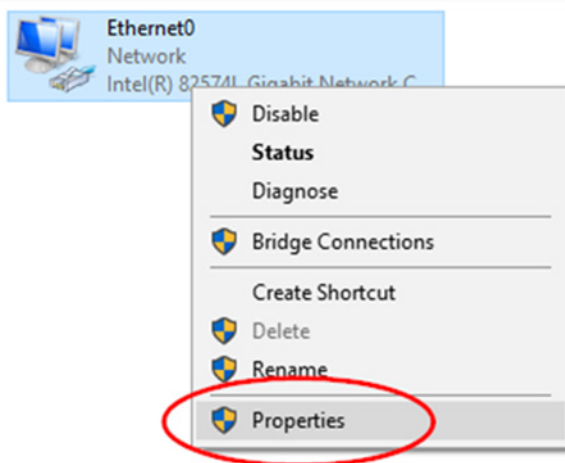 Ethernet0
Network
Intel(R) 82574L Gigabit Network C...
Disable
Status
Diagnose
Bridge Connections
Create Shortcut
Delete
Rename
Properties